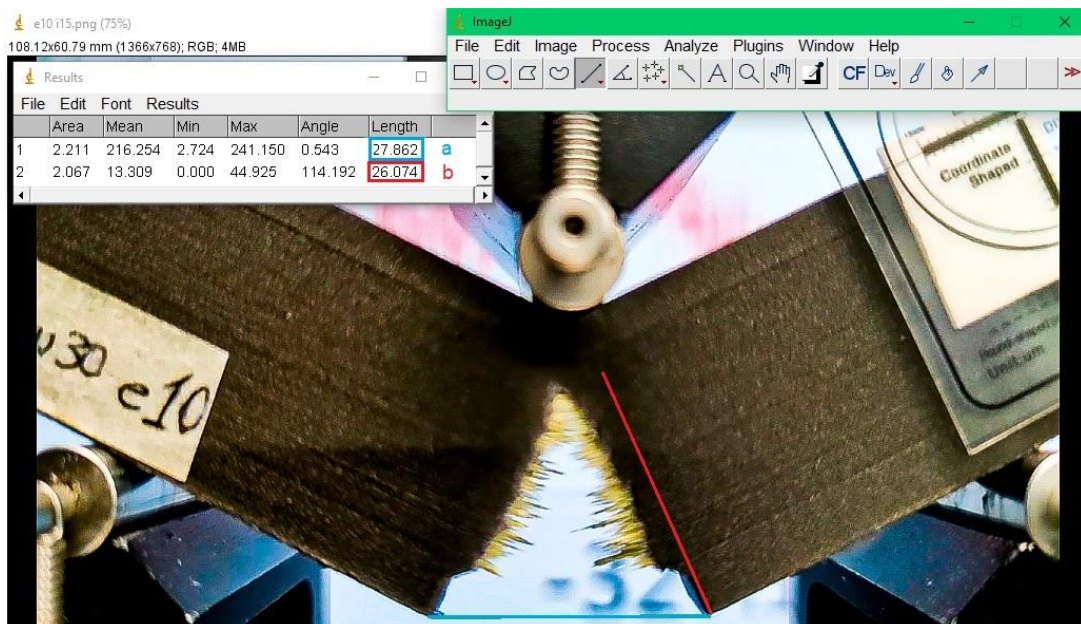 e10 i15.png (75%)
108.12x60.79 mm (1366x768); RGB; 4MB
ImageJ
File Edit Image Process Analyze Plugins Window Help
CF Dev
Results
File Edit Font Results
Area Mean Min Max Angle Length
1 2.211 216.254 2.724 241.150 0.543 27.862 a
2 2.067 13.309 0.000 44.925 114.192 26.074 b
Coordinate
Shaped
30 e10